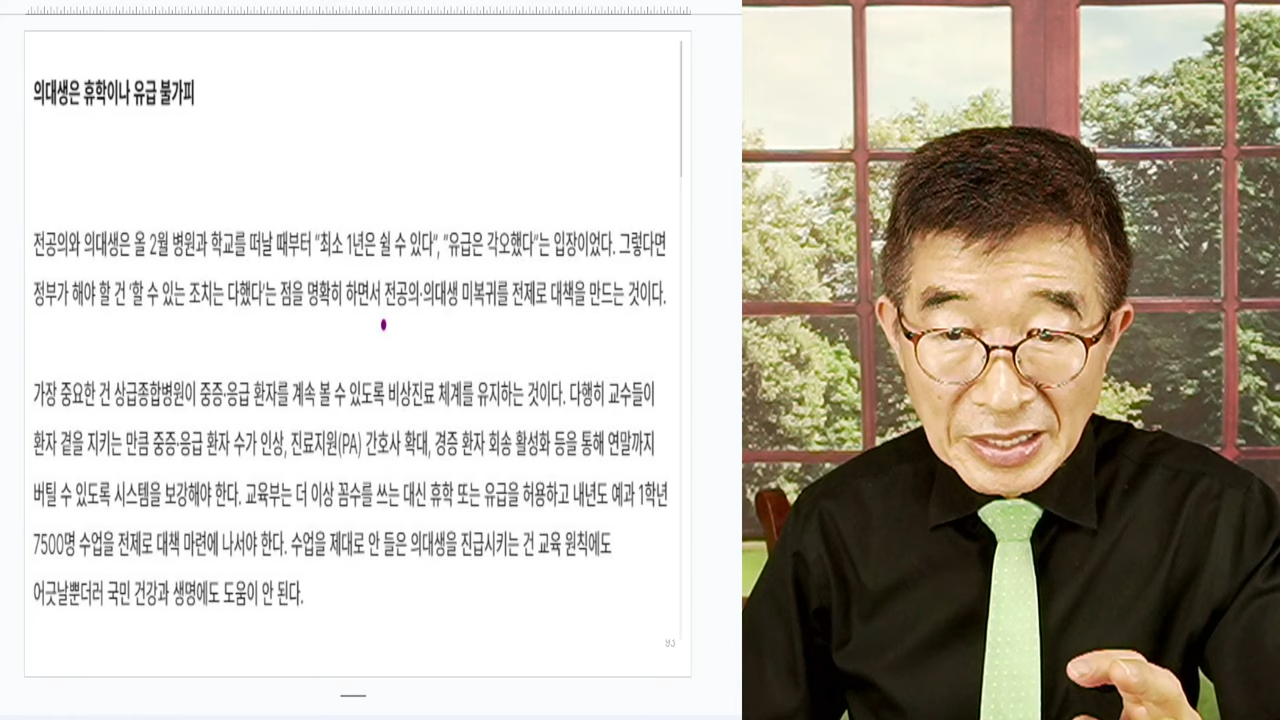 의대생은 휴학이나 유급 불가피
전공의와 의대생은 올 2월 병원과 학교를 떠날 때부터 “최소 1년은 쉴 수 있다”, “유급은 각오했다”는 입장이었다. 그렇다면
정부가 해야 할 건 ‘할 수 있는 조치는 다했다’는 점을 명확히 하면서 전공의·의대생 미복귀를 전제로 대책을 만드는 것이다.
가장 중요한 건 상급종합병원이 중증·응급 환자를 계속 볼 수 있도록 비상진료 체계를 유지하는 것이다. 다행히 교수들이
환자 곁을 지키는 만큼 중증·응급 환자 수가 인상, 진료지원(PA) 간호사 확대, 경증 환자 회송 활성화 등을 통해 연말까지
버틸 수 있도록 시스템을 보강해야 한다. 교육부는 더 이상 꼼수를 쓰는 대신 휴학 또는 유급을 허용하고 내년도 예과 1학년
7500명 수업을 전제로 대책 마련에 나서야 한다. 수업을 제대로 안 들은 의대생을 진급시키는 건 교육 원칙에도
어긋날뿐더러 국민 건강과 생명에도 도움이 안 된다.